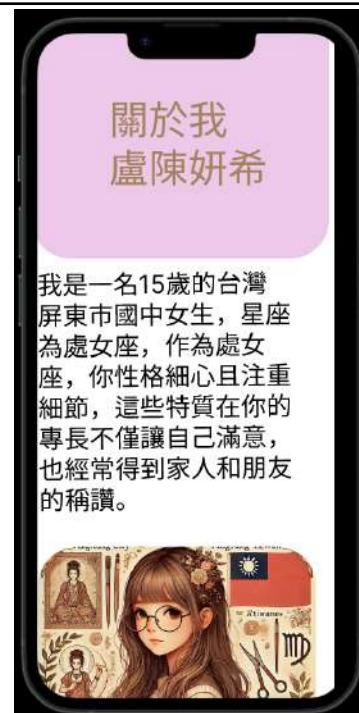 關於我
盧陳妍希
我是一名15歲的台灣
屏東市國中女生，星座
為處女座，作為處女
座，你性格細心且注重
細節，這些特質在你的
專長不僅讓自己滿意，
也經常得到家人和朋友
的稱讚。